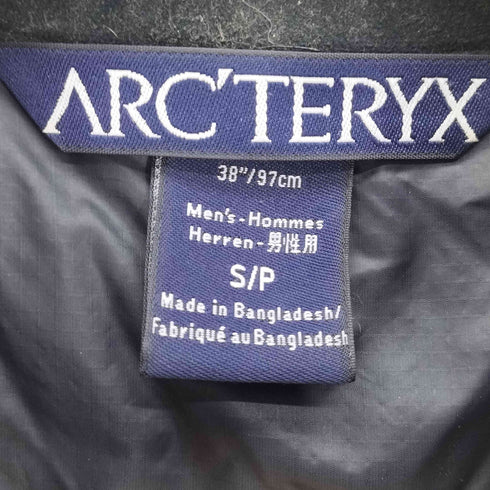 ARC'TERYX
38"/97cm
Men's-Hommes
Herren-男性用
S/P
Made in Bangladesh/
Fabriqué au Bangladesh